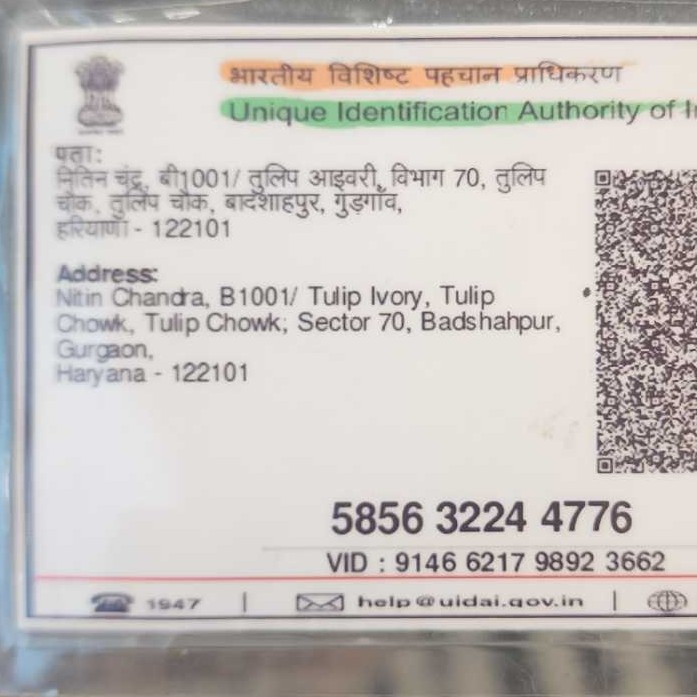 भारतीय विशिष्ट पहचान प्राधिकरण
Unique Identification Authority of
पता:
नितिन चंद्र, बी1001/ तुलिप आइवरी, विभाग 70, तुलिप
चौक, तुलिप चौक, बादशाहपुर, गुड़गाँव,
हरियाणा - 122101
Address:
Nitin Chandra, B1001/ Tulip Ivory, Tulip
Chowk, Tulip Chowk; Sector 70, Badshahpur,
Gurgaon,
Haryana - 122101
5856 3224 4776
VID : 9146 6217 9892 3662
1947 | help@uidai.gov.in |